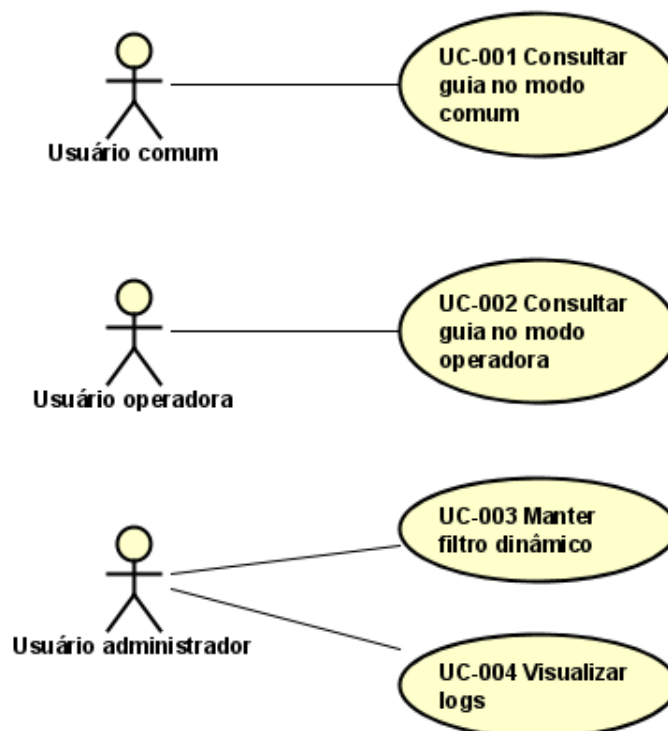 UC-001 Consultar
guia no modo
comum
Usuário comum
UC-002 Consultar
guia no modo
operadora
Usuário operadora
UC-003 Manter
filtro dinâmico
Usuário administrador
UC-004 Visualizar
logs